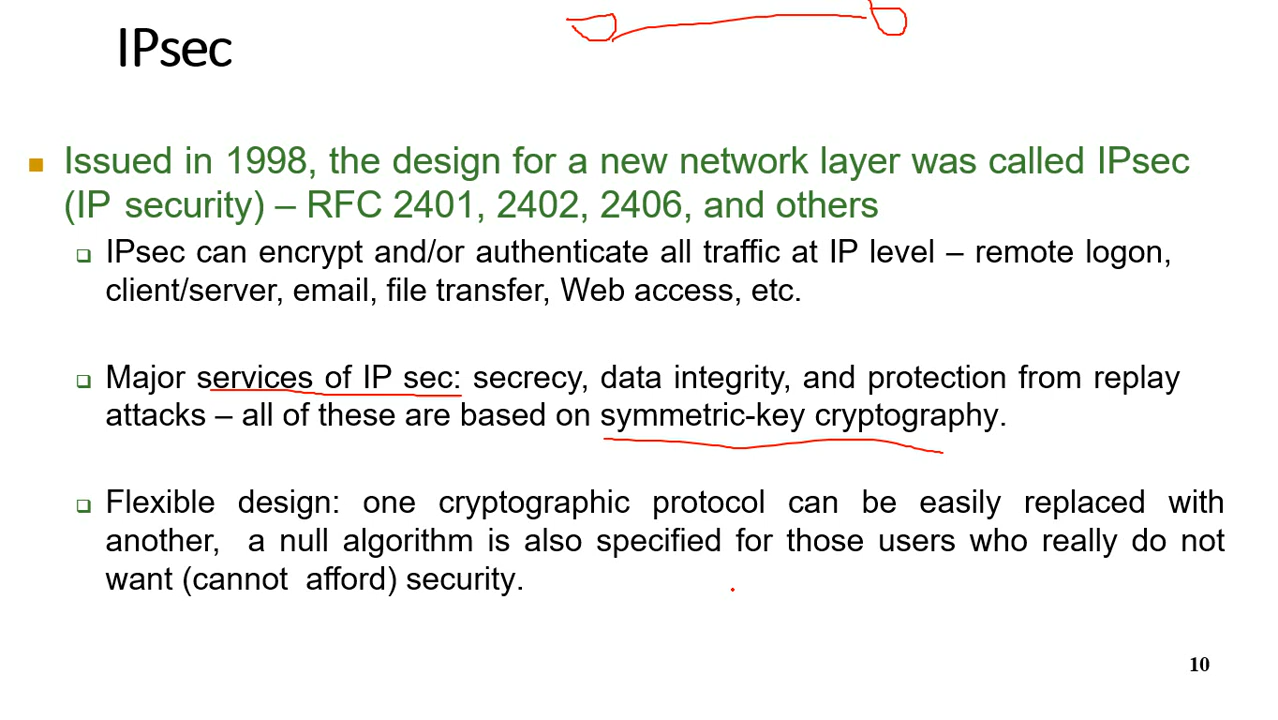 IPsec
Issued in 1998, the design for a new network layer was called IPsec
(IP security) – RFC 2401, 2402, 2406, and others
IPsec can encrypt and/or authenticate all traffic at IP level – remote logon,
client/server, email, file transfer, Web access, etc.
Major services of IP sec: secrecy, data integrity, and protection from replay
attacks – all of these are based on symmetric-key cryptography.
Flexible design: one cryptographic protocol can be easily replaced with
another, a null algorithm is also specified for those users who really do not
want (cannot afford) security.
10